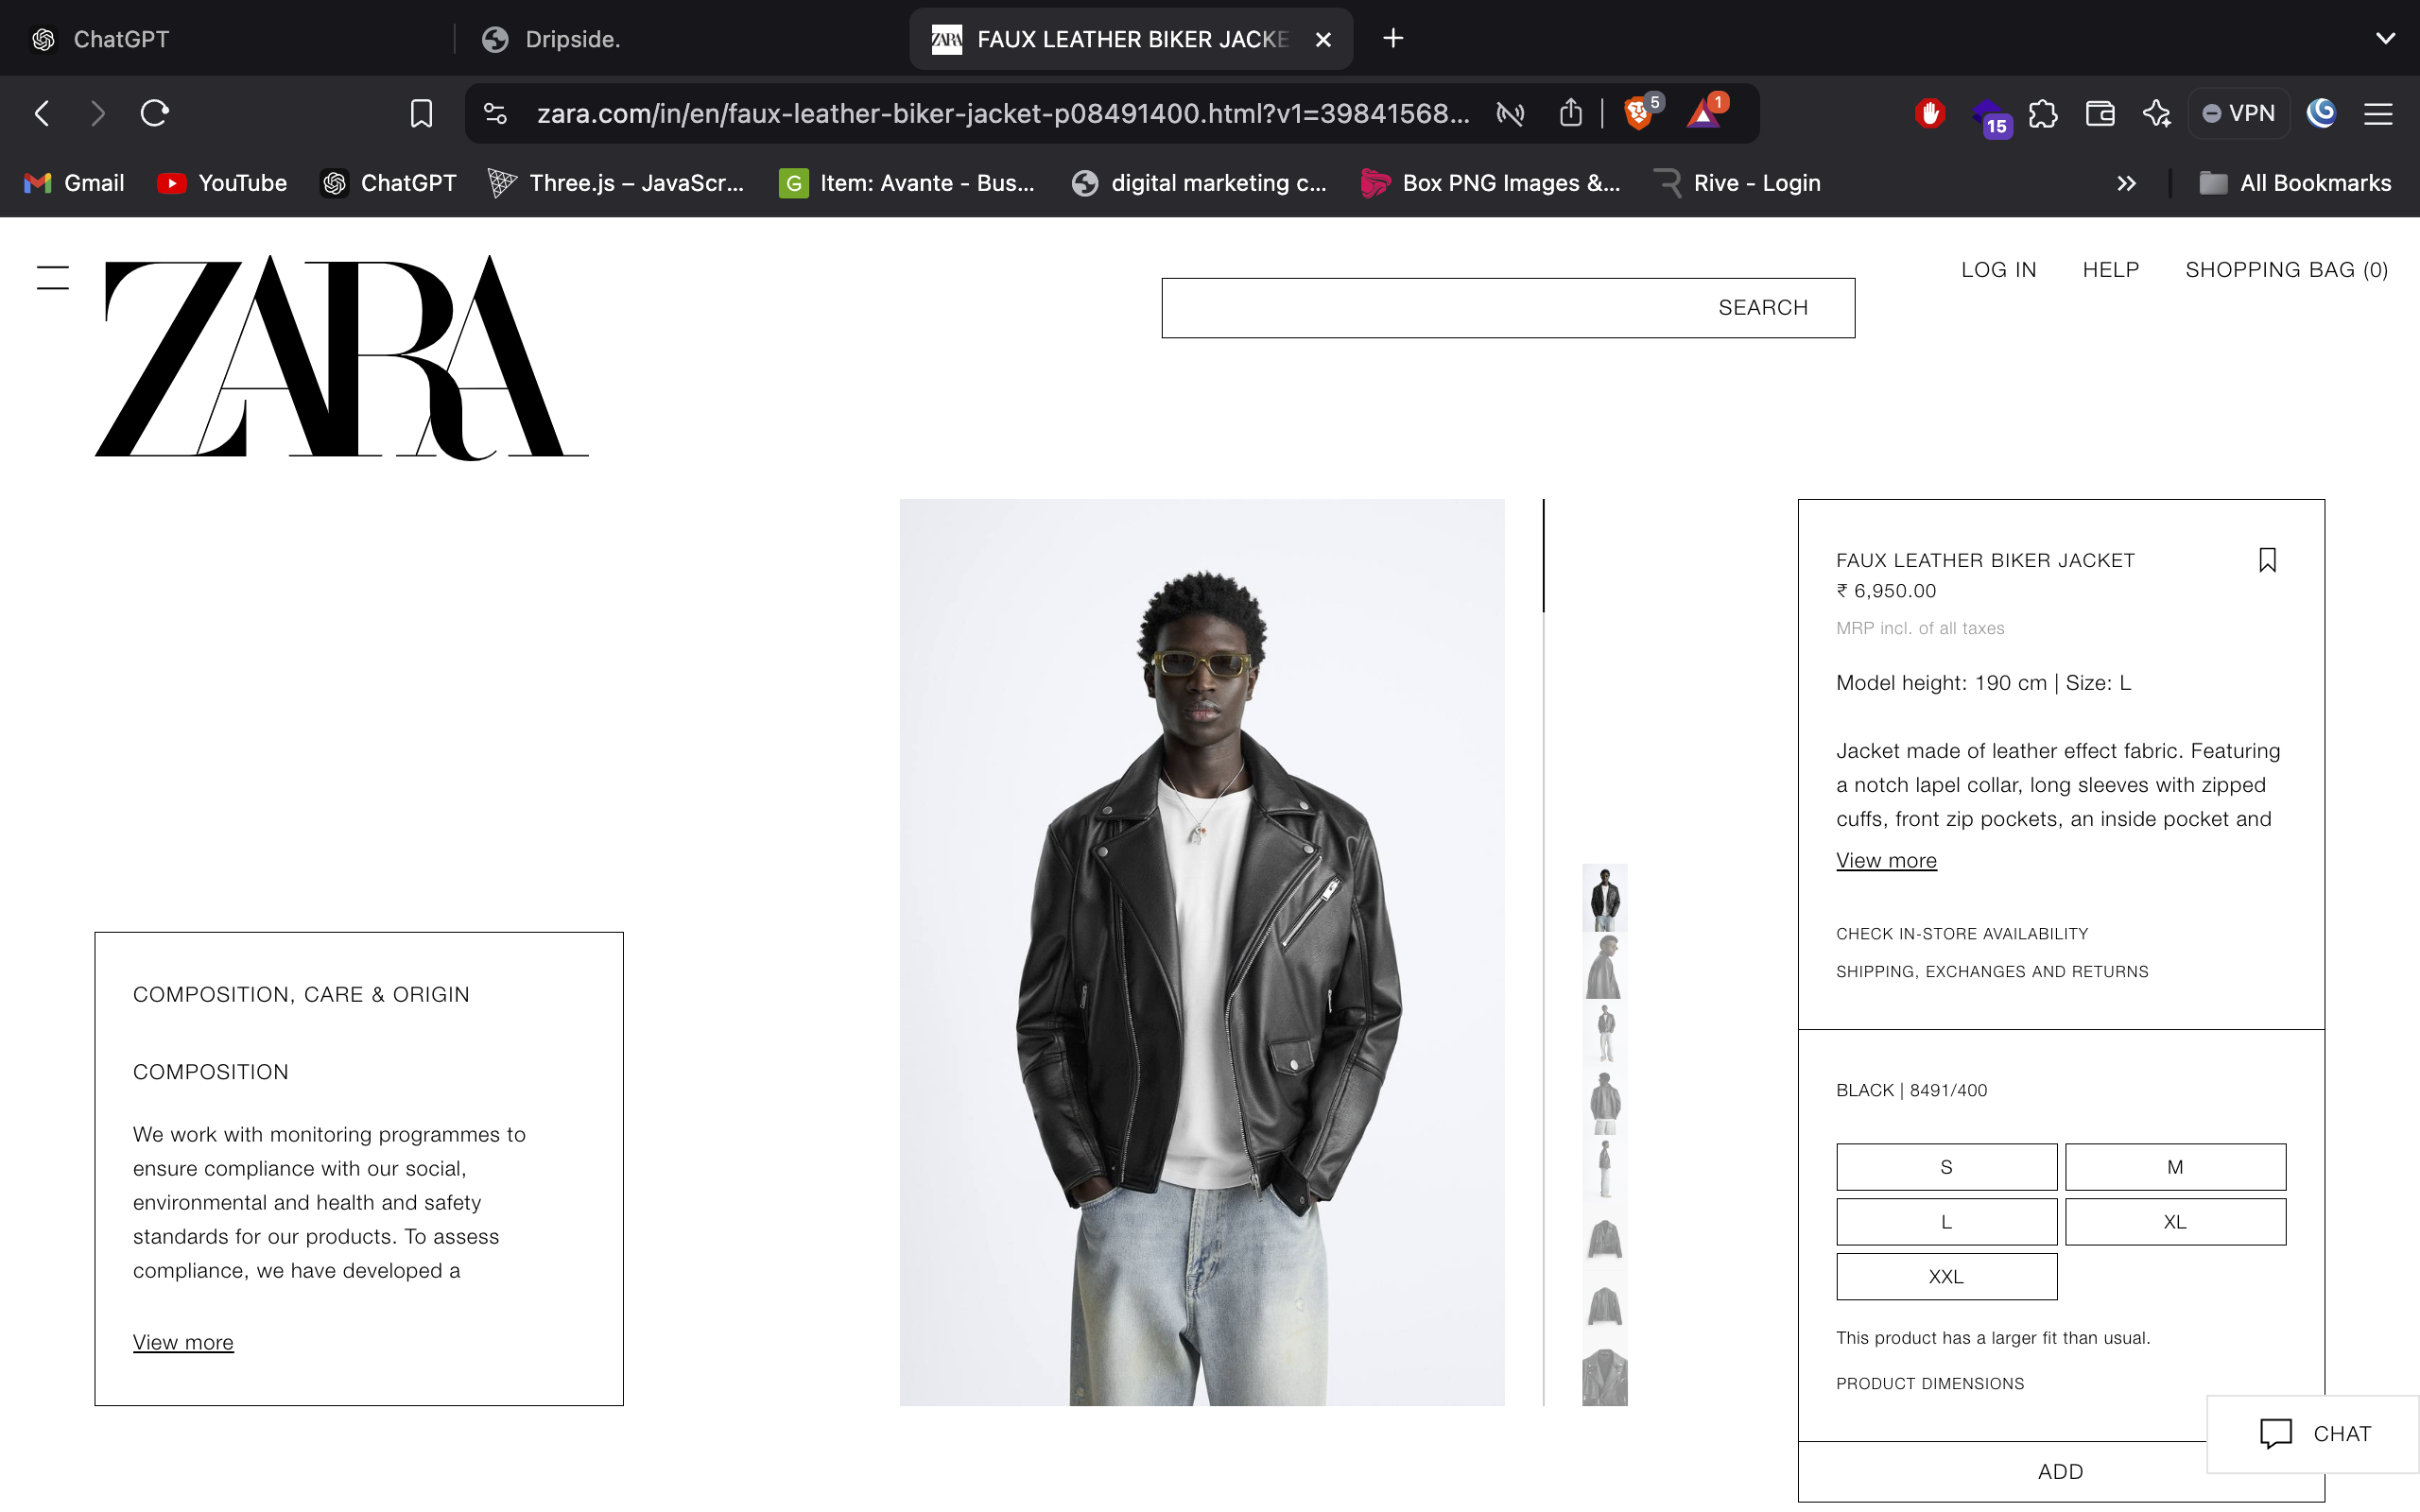 ChatGPT
Dripside.
ZARA FAUX LEATHER BIKER JACKE
zara.com/in/en/faux-leather-biker-jacket-p08491400.html?v1=39841568...
5
1
15
VPN
Gmail
YouTube
ChatGPT
Three.js – JavaScr...
G Item: Avante - Bus...
digital marketing c...
Box PNG Images &...
Rive - Login
All Bookmarks
ZARA
SEARCH
LOG IN
HELP
SHOPPING BAG (0)
COMPOSITION, CARE & ORIGIN
COMPOSITION
We work with monitoring programmes to
ensure compliance with our social,
environmental and health and safety
standards for our products. To assess
compliance, we have developed a
View more
FAUX LEATHER BIKER JACKET
₹ 6,950.00
MRP incl. of all taxes
Model height: 190 cm | Size: L
Jacket made of leather effect fabric. Featuring
a notch lapel collar, long sleeves with zipped
cuffs, front zip pockets, an inside pocket and
View more
CHECK IN-STORE AVAILABILITY
SHIPPING, EXCHANGES AND RETURNS
BLACK | 8491/400
S
M
L
XL
XXL
This product has a larger fit than usual.
PRODUCT DIMENSIONS
CHAT
ADD